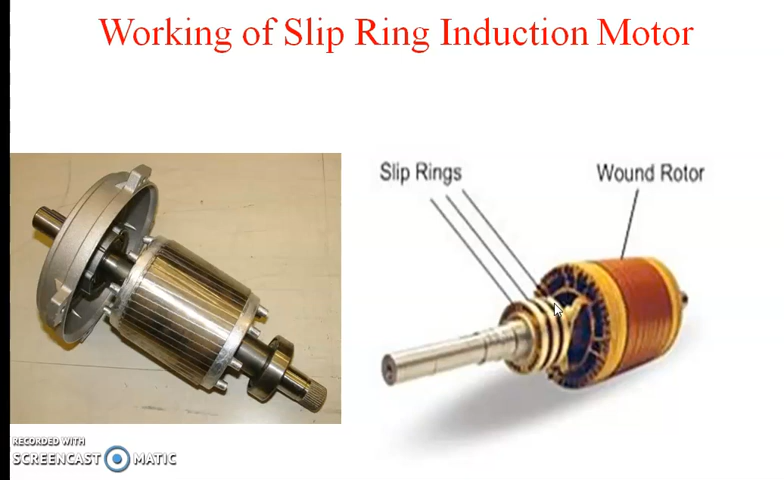 Working of Slip Ring Induction Motor
Slip Rings
Wound Rotor
RECORDED WITH
SCREENCAST MATIC